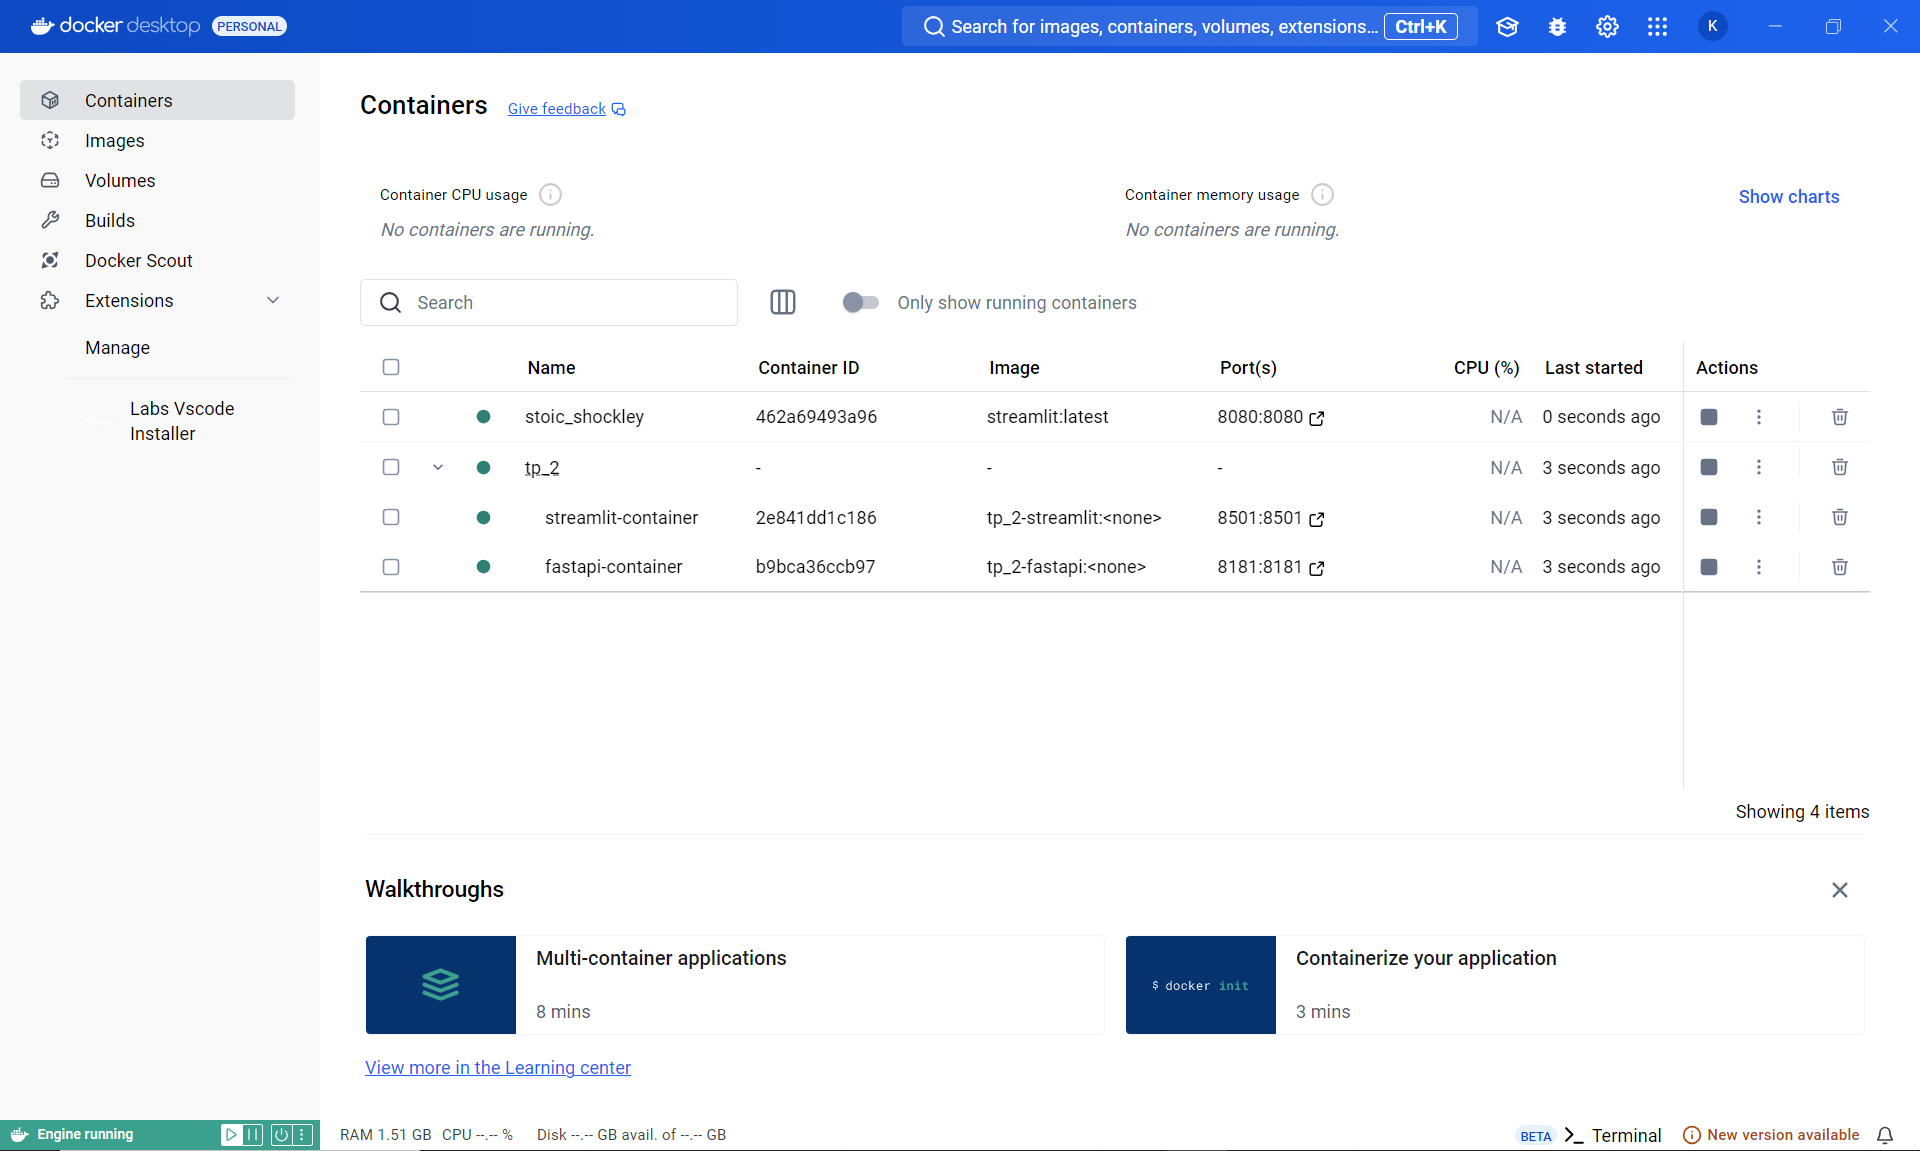 docker desktop PERSONAL
Search for images, containers, volumes, extensions... Ctrl+K
K
Containers
Images
Volumes
Builds
Docker Scout
Extensions
Manage
Labs Vscode
Installer
Containers Give feedback
Container CPU usage
No containers are running.
Container memory usage
No containers are running.
Show charts
Search
Only show running containers
Name Container ID Image Port(s) CPU (%) Last started Actions
stoic_shockley 462a69493a96 streamlit:latest 8080:8080 N/A 0 seconds ago
tp_2 - - - N/A 3 seconds ago
streamlit-container 2e841dd1c186 tp_2-streamlit:<none> 8501:8501 N/A 3 seconds ago
fastapi-container b9bca36ccb97 tp_2-fastapi:<none> 8181:8181 N/A 3 seconds ago
Showing 4 items
Walkthroughs
Multi-container applications
8 mins
$ docker init
Containerize your application
3 mins
View more in the Learning center
Engine running
RAM 1.51 GB CPU --.-- % Disk --.-- GB avail. of --.-- GB
BETA >_ Terminal New version available